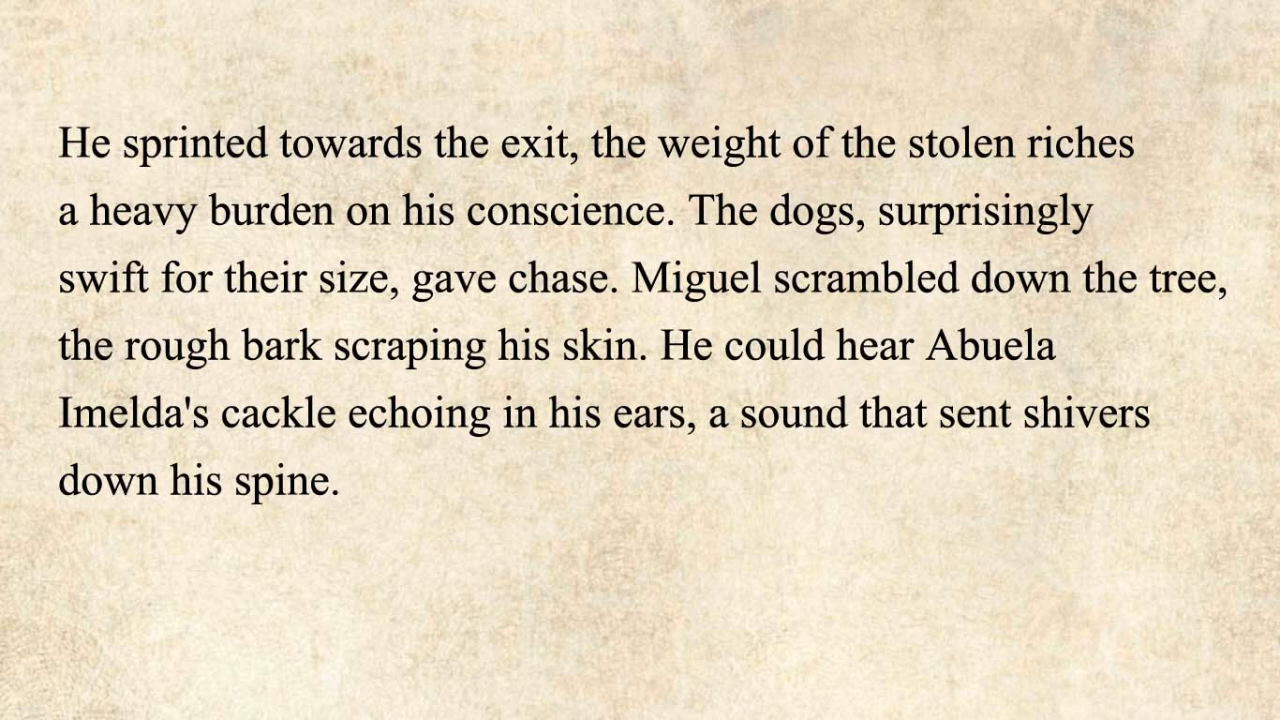 He sprinted towards the exit, the weight of the stolen riches
a heavy burden on his conscience. The dogs, surprisingly
swift for their size, gave chase. Miguel scrambled down the tree,
the rough bark scraping his skin. He could hear Abuela
Imelda's cackle echoing in his ears, a sound that sent shivers
down his spine.